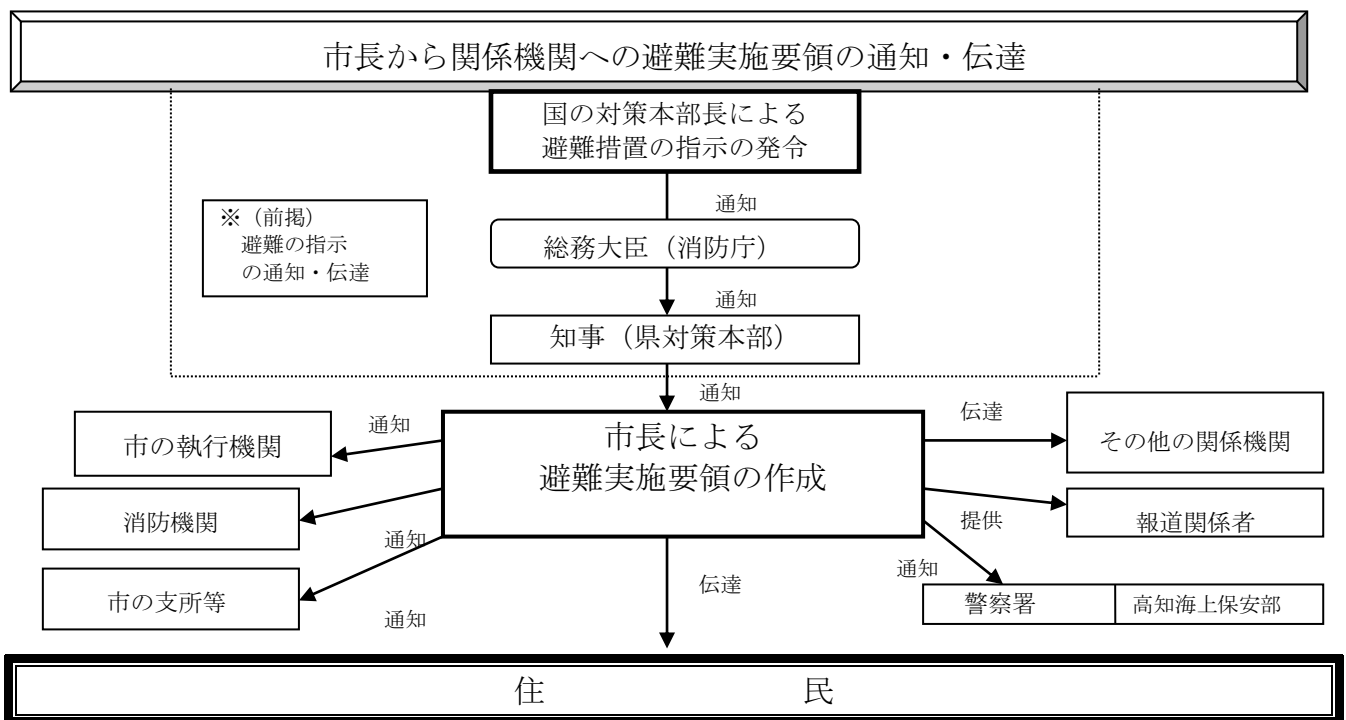 市長から関係機関への避難実施要領の通知・伝達
国の対策本部長による
避難措置の指示の発令
通知
※（前掲）
避難の指示
の通知・伝達
総務大臣（消防庁）
通知
知事（県対策本部）
通知
市長による
避難実施要領の作成
通知
市の執行機関
消防機関
通知
市の支所等
通知
伝達
その他の関係機関
提供
報道関係者
通知
警察署
高知海上保安部
伝達
住　民